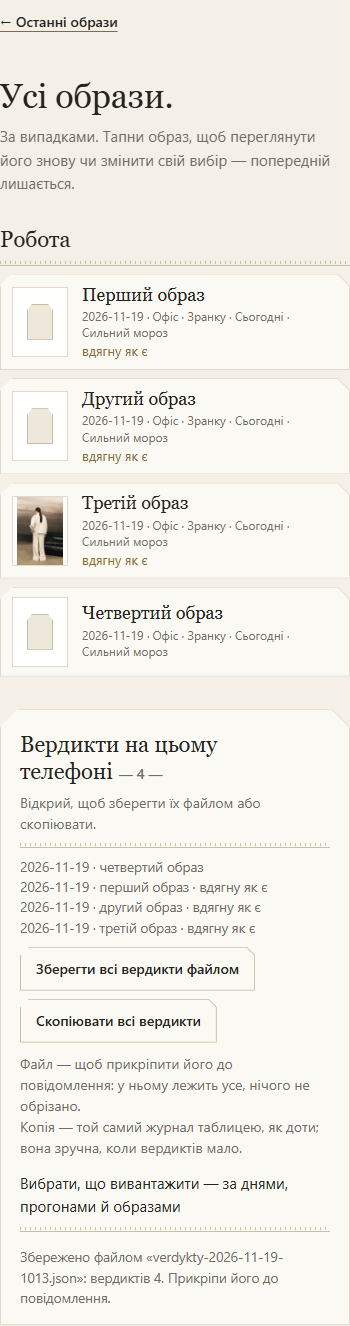 ← Останні образи
Усі образи.
За випадками. Тапни образ, щоб переглянути
його знову чи змінити свій вибір — попередній
лишається.
Робота
Перший образ
2026-11-19 · Офіс · Зранку · Сьогодні ·
Сильний мороз
вдягну як є
Другий образ
2026-11-19 · Офіс · Зранку · Сьогодні ·
Сильний мороз
вдягну як є
Третій образ
2026-11-19 · Офіс · Зранку · Сьогодні ·
Сильний мороз
вдягну як є
Четвертий образ
2026-11-19 · Офіс · Зранку · Сьогодні ·
Сильний мороз
Вердикти на цьому
телефоні — 4 —
Відкрий, щоб зберегти їх файлом або
скопіювати.
2026-11-19 · четвертий образ
2026-11-19 · перший образ · вдягну як є
2026-11-19 · другий образ · вдягну як є
2026-11-19 · третій образ · вдягну як є
Зберегти всі вердикти файлом
Скопіювати всі вердикти
Файл — щоб прикріпити його до
повідомлення: у ньому лежить усе, нічого не
обрізано.
Копія — той самий журнал таблицею, як доти;
вона зручна, коли вердиктів мало.
Вибрати, що вивантажити — за днями,
прогонами й образами
Збережено файлом «verdykty-2026-11-19-
1013.json»: вердиктів 4. Прикріпи його до
повідомлення.